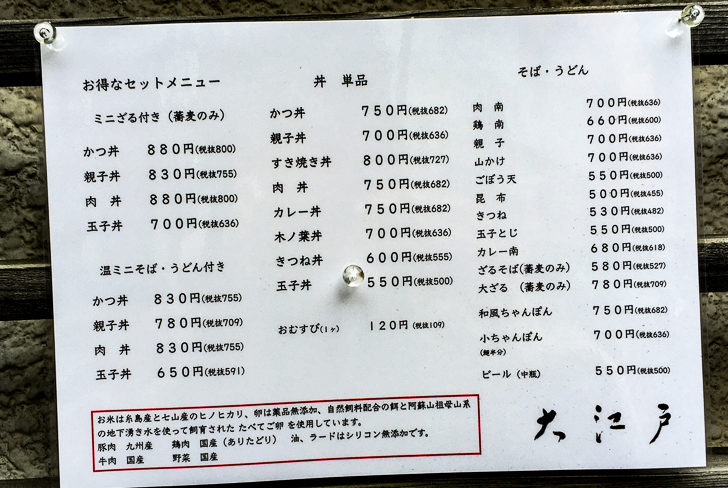 お得なセットメニュー
ミニざる付き（蕎麦のみ）
かつ丼 880円(税抜800)
親子丼 830円(税抜755)
肉 丼 880円(税抜800)
玉子丼 700円(税抜636)
温ミニそば・うどん付き
かつ丼 830円(税抜755)
親子丼 780円(税抜709)
肉 丼 830円(税抜755)
玉子丼 650円(税抜591)
丼 単品
かつ丼 750円(税抜682)
親子丼 700円(税抜636)
すき焼き丼 800円(税抜727)
肉 丼 750円(税抜682)
カレー丼 750円(税抜682)
木ノ葉丼 700円(税抜636)
きつね丼 600円(税抜555)
玉子丼 550円(税抜500)
おむすび(1ヶ) 120円(税抜109)
そば・うどん
肉 南 700円(税抜636)
鶏 南 660円(税抜600)
親 子 700円(税抜636)
山かけ 700円(税抜636)
ごぼう天 550円(税抜500)
昆 布 500円(税抜455)
きつね 530円(税抜482)
玉子とじ 550円(税抜500)
カレー南 680円(税抜618)
ざるそば(蕎麦のみ) 580円(税抜527)
大ざる (蕎麦のみ) 780円(税抜709)
和風ちゃんぽん 750円(税抜682)
小ちゃんぽん 700円(税抜636)
(麺半分)
ビール (中瓶) 550円(税抜500)
お米は糸島産と七山産のヒノヒカリ、卵は薬品無添加、自然飼料配合の餌と阿蘇山祖母山系
の地下湧き水を使って飼育された たべてご卵 を使用しています。
豚肉 九州産 鶏肉 国産（ありたどり） 油、ラードはシリコン無添加です。
牛肉 国産 野菜 国産
大江戸